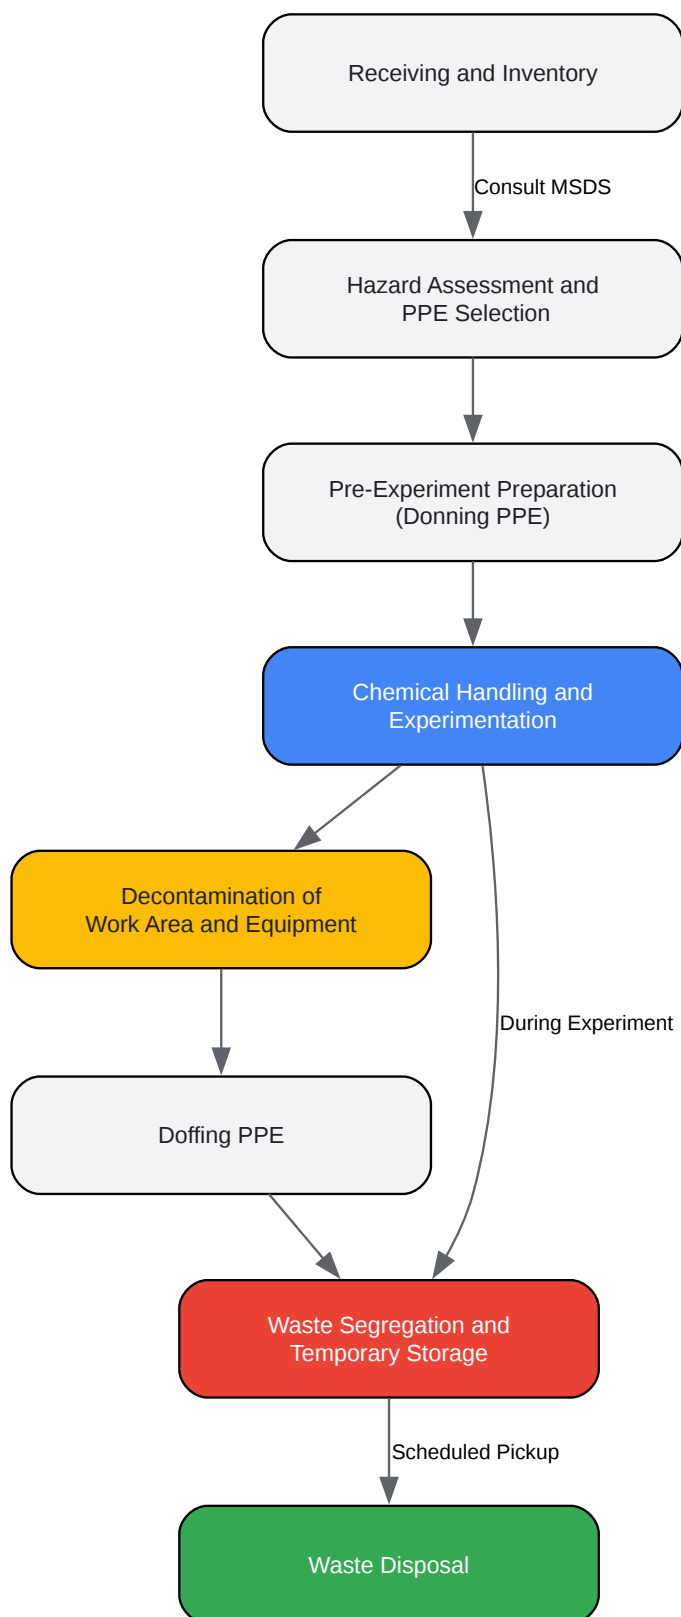 Receiving and Inventory
Consult MSDS
Hazard Assessment and
PPE Selection
Pre-Experiment Preparation
(Donning PPE)
Chemical Handling and
Experimentation
Decontamination of
Work Area and Equipment
During Experiment
Doffing PPE
Waste Segregation and
Temporary Storage
Scheduled Pickup
Waste Disposal